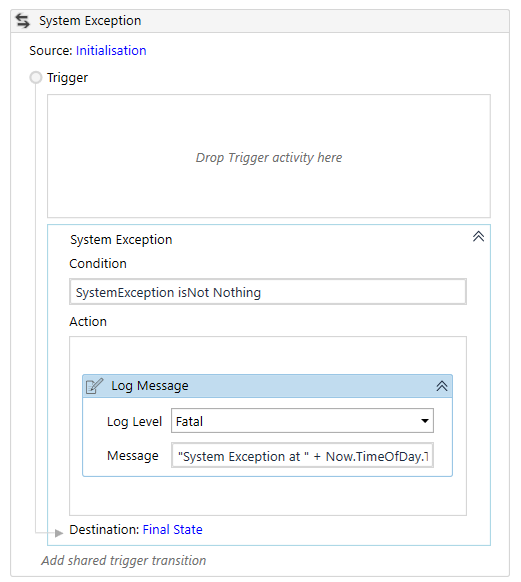 System Exception
Source: Initialisation
Trigger
Drop Trigger activity here
System Exception
Condition
SystemException isNot Nothing
Action
Log Message
Log Level Fatal
Message "System Exception at " + Now.TimeOfDay.T
Destination: Final State
Add shared trigger transition